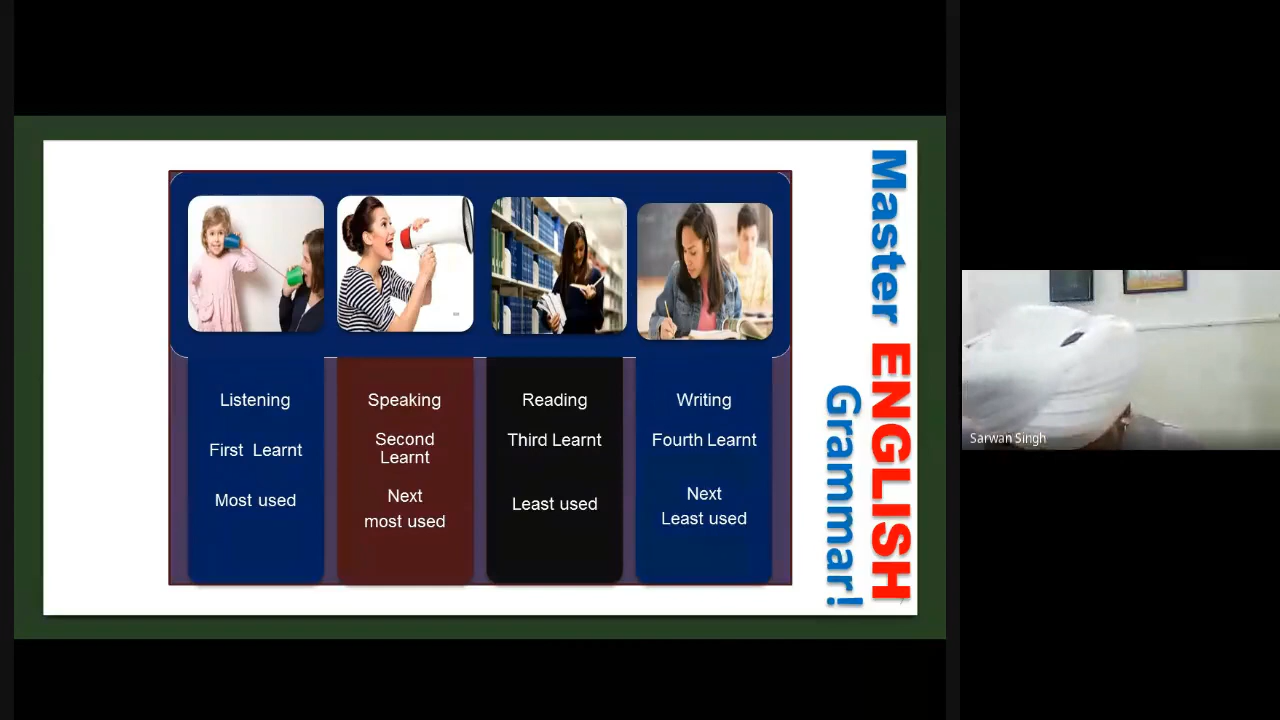 Listening
First Learnt
Most used
Speaking
Second
Learnt
Next
most used
Reading
Third Learnt
Least used
Writing
Fourth Learnt
Next
Least used
Master ENGLISH
Grammar!
Sarwan Singh